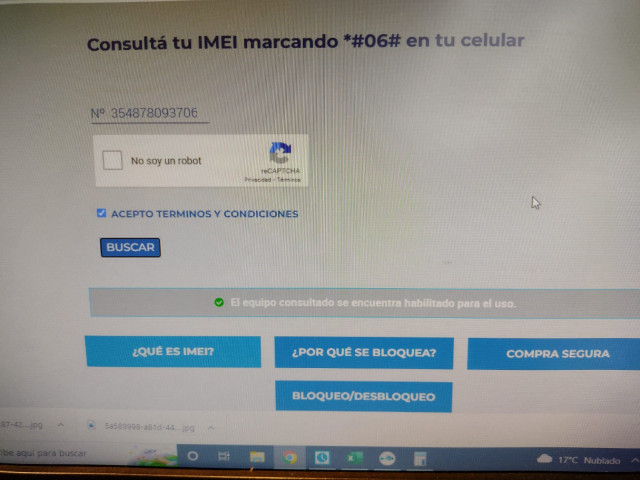 Consultá tu IMEI marcando *#06# en tu celular
Nº 354878093706
No soy un robot
reCAPTCHA
Privacidad - Términos
ACEPTO TERMINOS Y CONDICIONES
BUSCAR
El equipo consultado se encuentra habilitado para el uso.
¿QUÉ ES IMEI?
¿POR QUÉ SE BLOQUEA?
COMPRA SEGURA
BLOQUEO/DESBLOQUEO
87-42....jpg
5a589998-a61d-44....jpg
ibe aquí para buscar
17°C Nublado